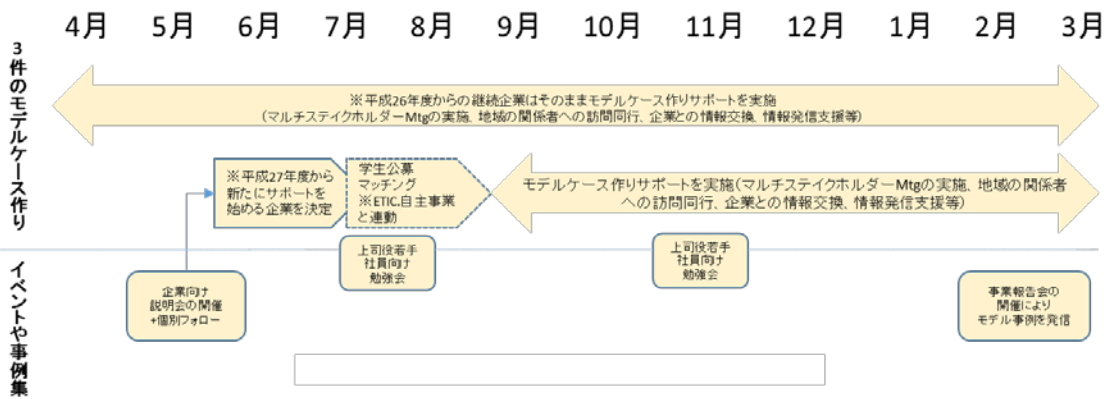 4月 5月 6月 7月 8月 9月 10月 11月 12月 1月 2月 3月
3件のモデルケース作り
※平成26年度からの継続企業はそのままモデルケース作りサポートを実施
(マルチステイクホルダーMtgの実施、地域の関係者への訪問同行、企業との情報交換、情報発信支援等)
※平成27年度から
新たにサポートを
始める企業を決定
学生公募
マッチング
※ETIC.自主事業
と連動
モデルケース作りサポートを実施(マルチステイクホルダーMtgの実施、地域の関係者
への訪問同行、企業との情報交換、情報発信支援等)
イベントや事例集
企業向け
説明会の開催
+個別フォロー
上司役若手
社員向け
勉強会
上司役若手
社員向け
勉強会
事業報告会の
開催により
モデル事例を発信